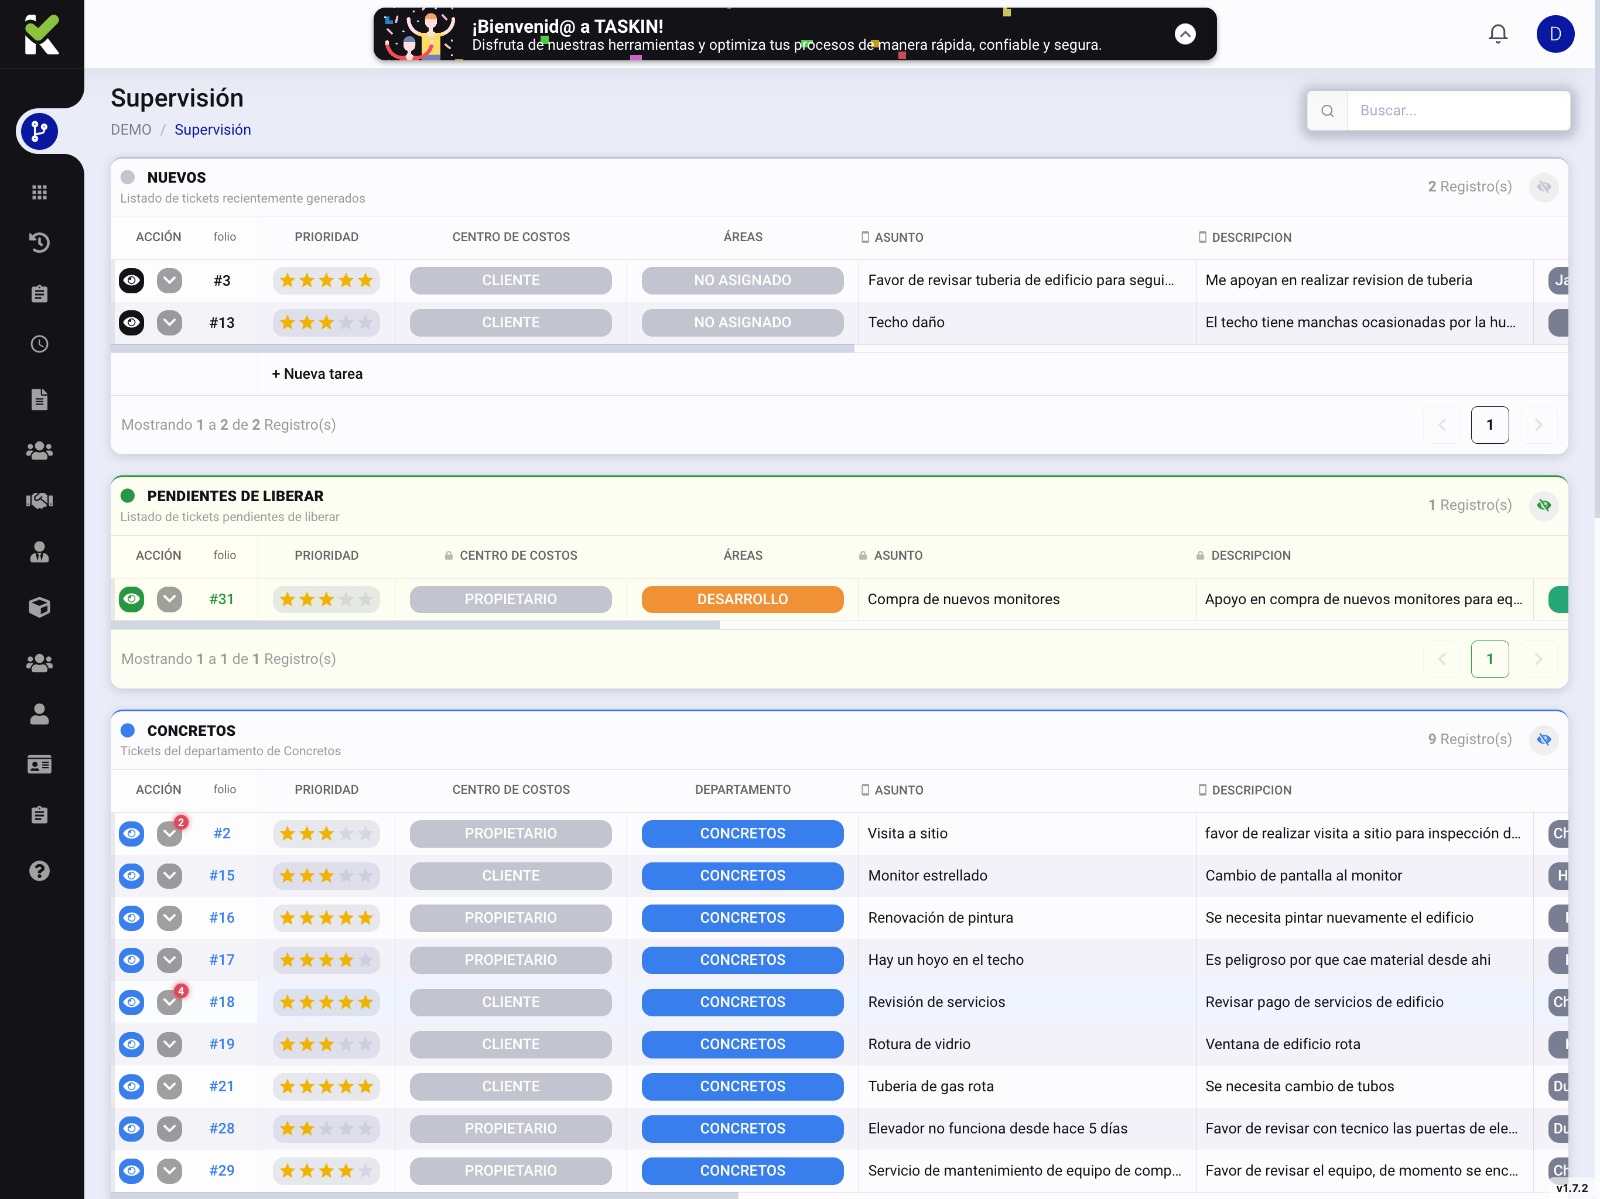 ¡Bienvenid@ a TASKIN!
Disfruta de nuestras herramientas y optimiza tus procesos de manera rápida, confiable y segura.
D
Supervisión
DEMO / Supervisión
Buscar...
NUEVOS
Listado de tickets recientemente generados
2 Registro(s)
ACCIÓN folio PRIORIDAD CENTRO DE COSTOS ÁREAS ASUNTO DESCRIPCION
#3 CLIENTE NO ASIGNADO Favor de revisar tuberia de edificio para segui... Me apoyan en realizar revision de tuberia Ja
#13 CLIENTE NO ASIGNADO Techo daño El techo tiene manchas ocasionadas por la hu...
+ Nueva tarea
Mostrando 1 a 2 de 2 Registro(s) 1
PENDIENTES DE LIBERAR
Listado de tickets pendientes de liberar
1 Registro(s)
ACCIÓN folio PRIORIDAD CENTRO DE COSTOS ÁREAS ASUNTO DESCRIPCION
#31 PROPIETARIO DESARROLLO Compra de nuevos monitores Apoyo en compra de nuevos monitores para eq...
Mostrando 1 a 1 de 1 Registro(s) 1
CONCRETOS
Tickets del departamento de Concretos
9 Registro(s)
ACCIÓN folio PRIORIDAD CENTRO DE COSTOS DEPARTAMENTO ASUNTO DESCRIPCION
2 #2 PROPIETARIO CONCRETOS Visita a sitio favor de realizar visita a sitio para inspección d... Ch
#15 CLIENTE CONCRETOS Monitor estrellado Cambio de pantalla al monitor H
#16 PROPIETARIO CONCRETOS Renovación de pintura Se necesita pintar nuevamente el edificio
#17 PROPIETARIO CONCRETOS Hay un hoyo en el techo Es peligroso por que cae material desde ahi
4 #18 CLIENTE CONCRETOS Revisión de servicios Revisar pago de servicios de edificio Ch
#19 CLIENTE CONCRETOS Rotura de vidrio Ventana de edificio rota
#21 CLIENTE CONCRETOS Tuberia de gas rota Se necesita cambio de tubos Du
#28 PROPIETARIO CONCRETOS Elevador no funciona desde hace 5 días Favor de revisar con tecnico las puertas de ele... Du
#29 PROPIETARIO CONCRETOS Servicio de mantenimiento de equipo de comp... Favor de revisar el equipo, de momento se enc... Ch
v1.7.2